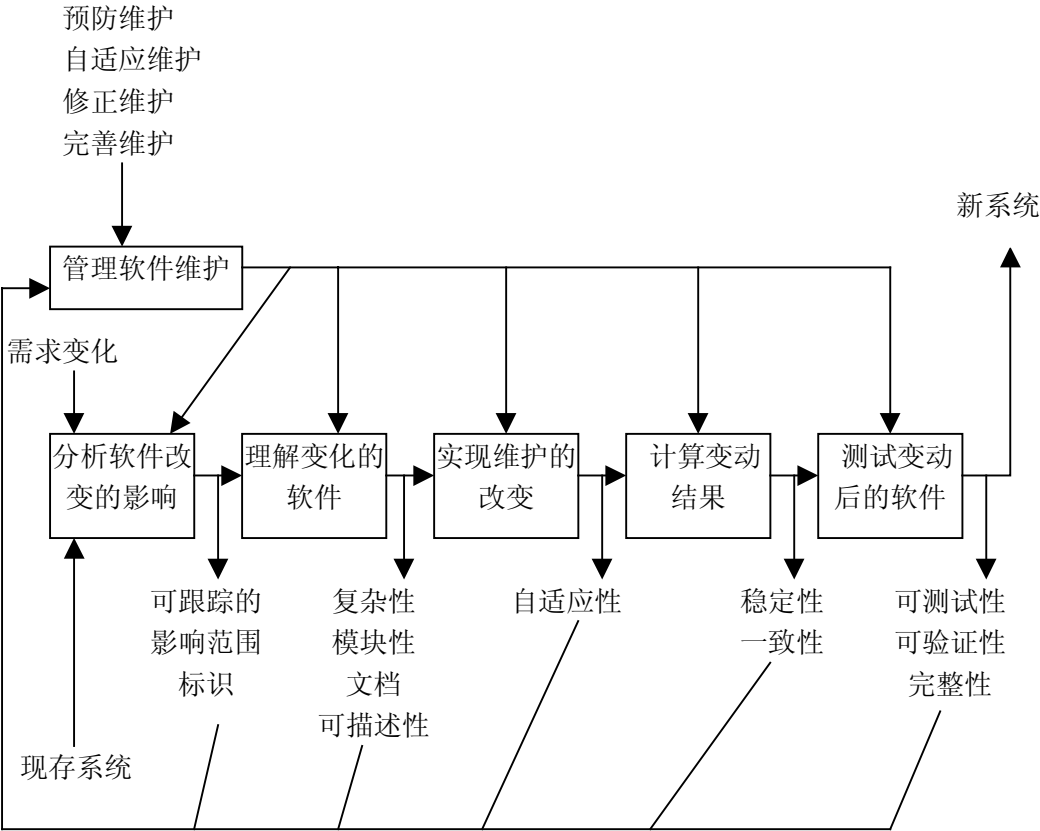 预防维护
自适应维护
修正维护
完善维护
新系统
管理软件维护
需求变化
分析软件改
变的影响
理解变化的
软件
实现维护的
改变
计算变动
结果
测试变动
后的软件
可跟踪的
影响范围
标识
复杂性
模块性
文档
可描述性
自适应性
稳定性
一致性
可测试性
可验证性
完整性
现存系统